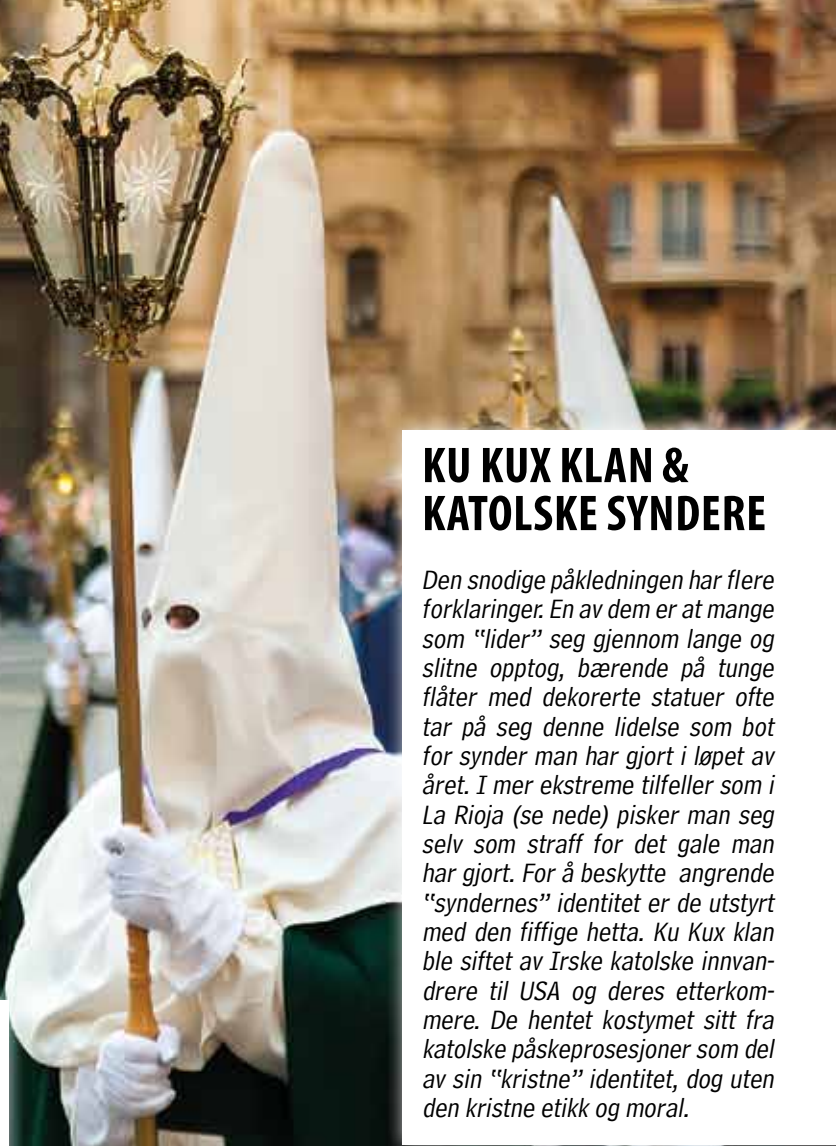 KU KUX KLAN &
KATOLSKE SYNDERE
Den snodige påkledningen har flere
forklaringer. En av dem er at mange
som "lider" seg gjennom lange og
slitne opptog, bærende på tunge
flåter med dekorerte statuer ofte
tar på seg denne lidelse som bot
for synder man har gjort i løpet av
året. I mer ekstreme tilfeller som i
La Rioja (se nede) pisker man seg
selv som straff for det gale man
har gjort. For å beskytte angrende
"syndernes" identitet er de utstyrt
med den fiffige hetta. Ku Kux klan
ble siftet av Irske katolske innvan-
drere til USA og deres etterkom-
mere. De hentet kostymet sitt fra
katolske påskeprosesjoner som del
av sin "kristne" identitet, dog uten
den kristne etikk og moral.